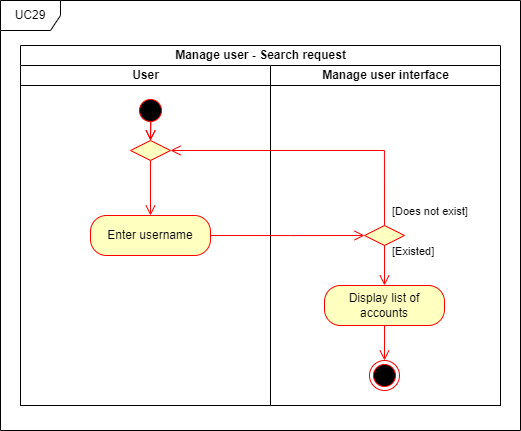 UC29
Manage user - Search request
User
Manage user interface
[Does not exist]
Enter username
[Existed]
Display list of
accounts